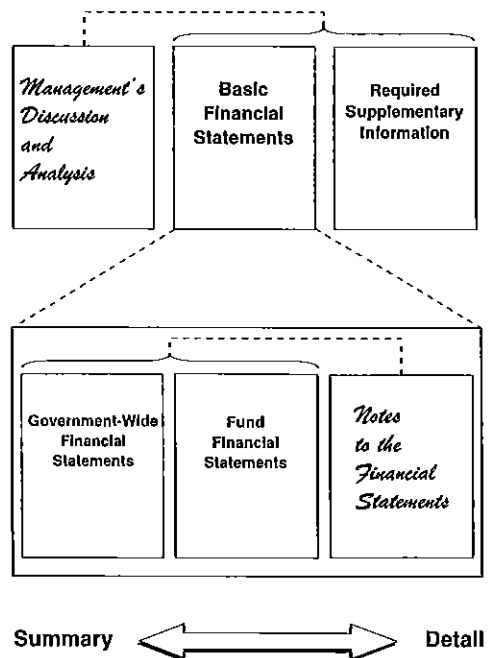 Management's
Discussion
and
Analysis
Basic
Financial
Statements
Required
Supplementary
Information
Government-Wide
Financial
Statements
Fund
Financial
Statements
Notes
to the
Financial
Statements
Summary
Detail